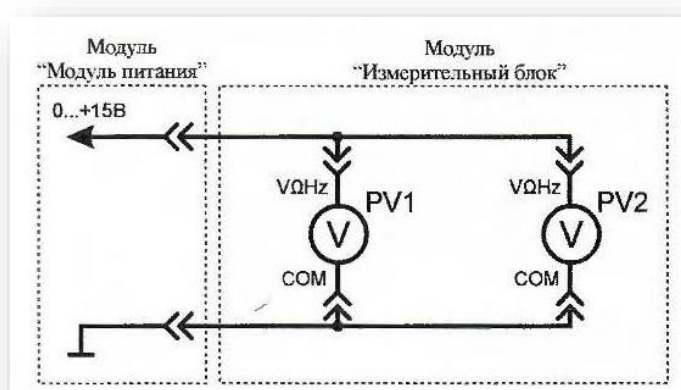 Модуль
“Модуль питания”
Модуль
“Измерительный блок”
0...+15В
VΩHz
PV1
V
COM
VΩHz
PV2
V
COM